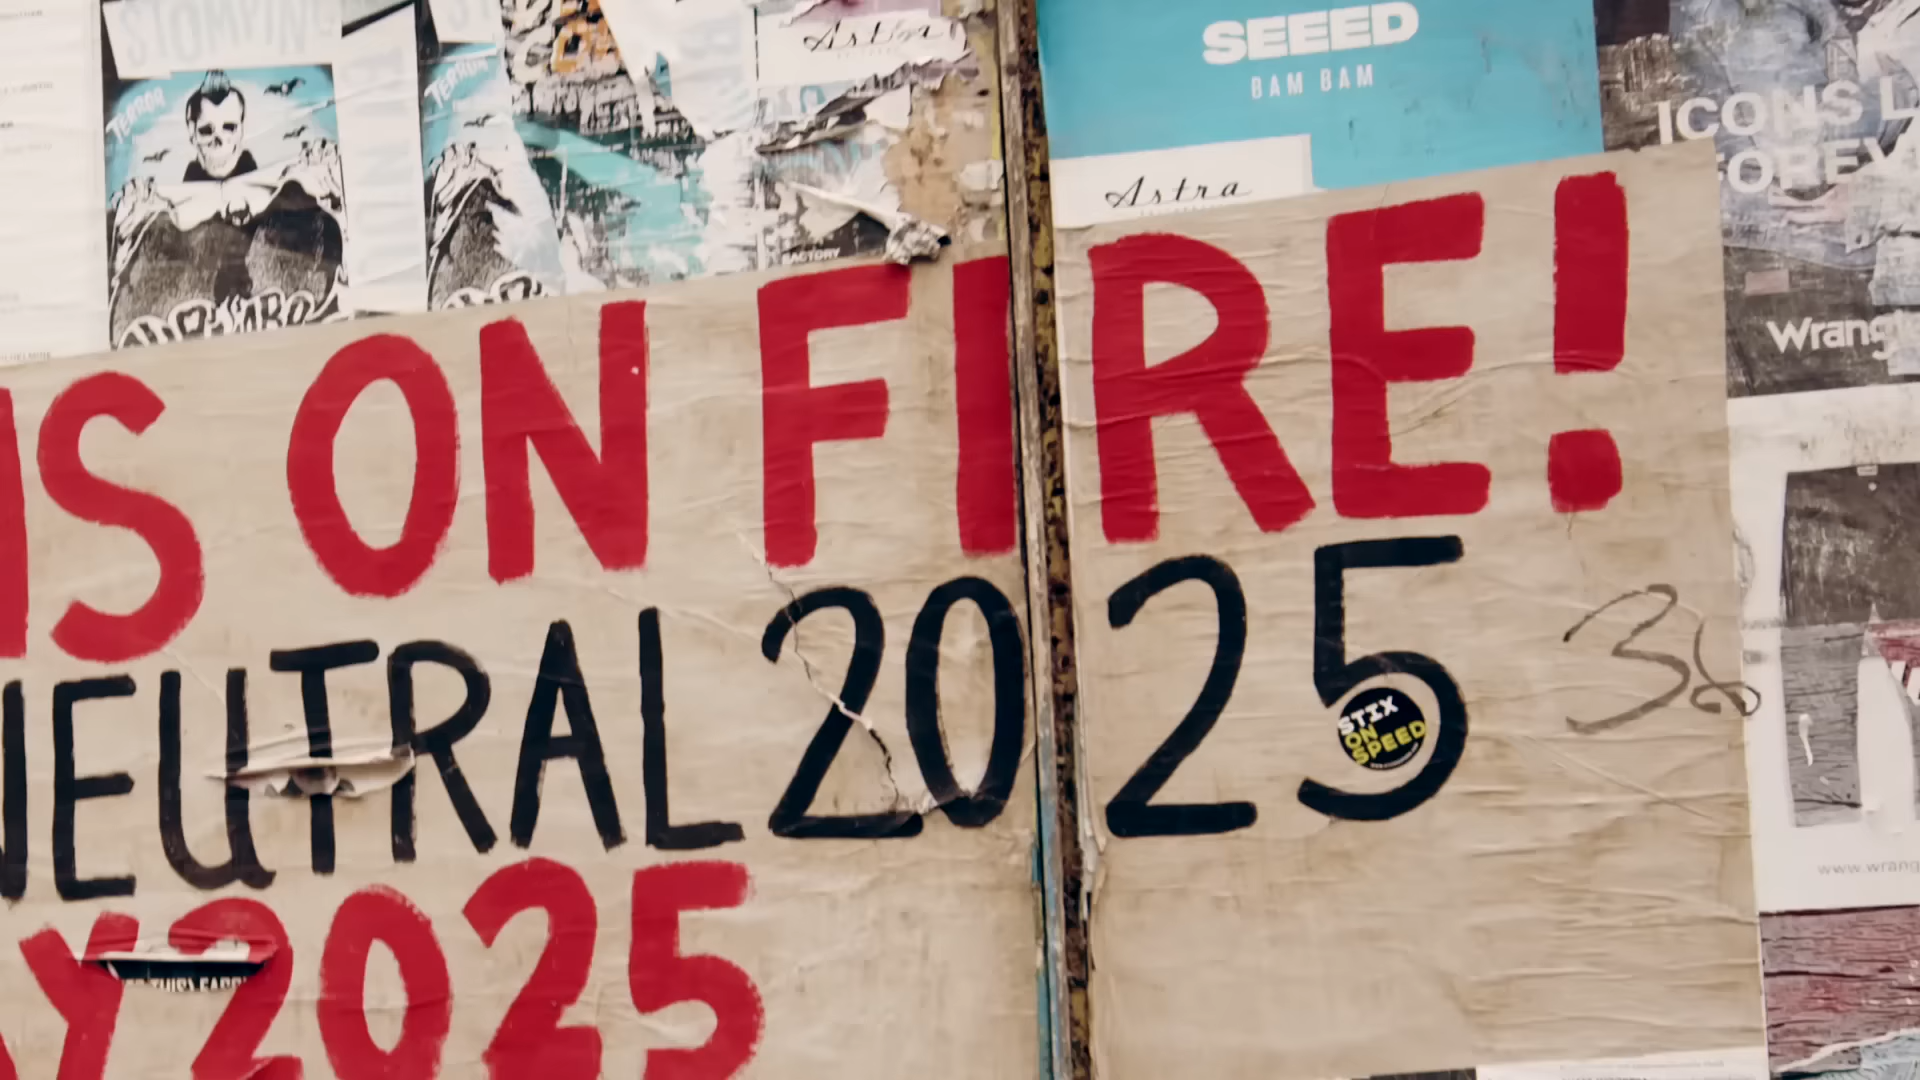 TERROR
TERROR
Astra
SEEED
BAM BAM
ICONS L
FOREV
Astra
FACTORY
Wrang
IS ON FIRE!
NEUTRAL 2025
36
STIX
ON
SPEED
Y 2025
www.wrang